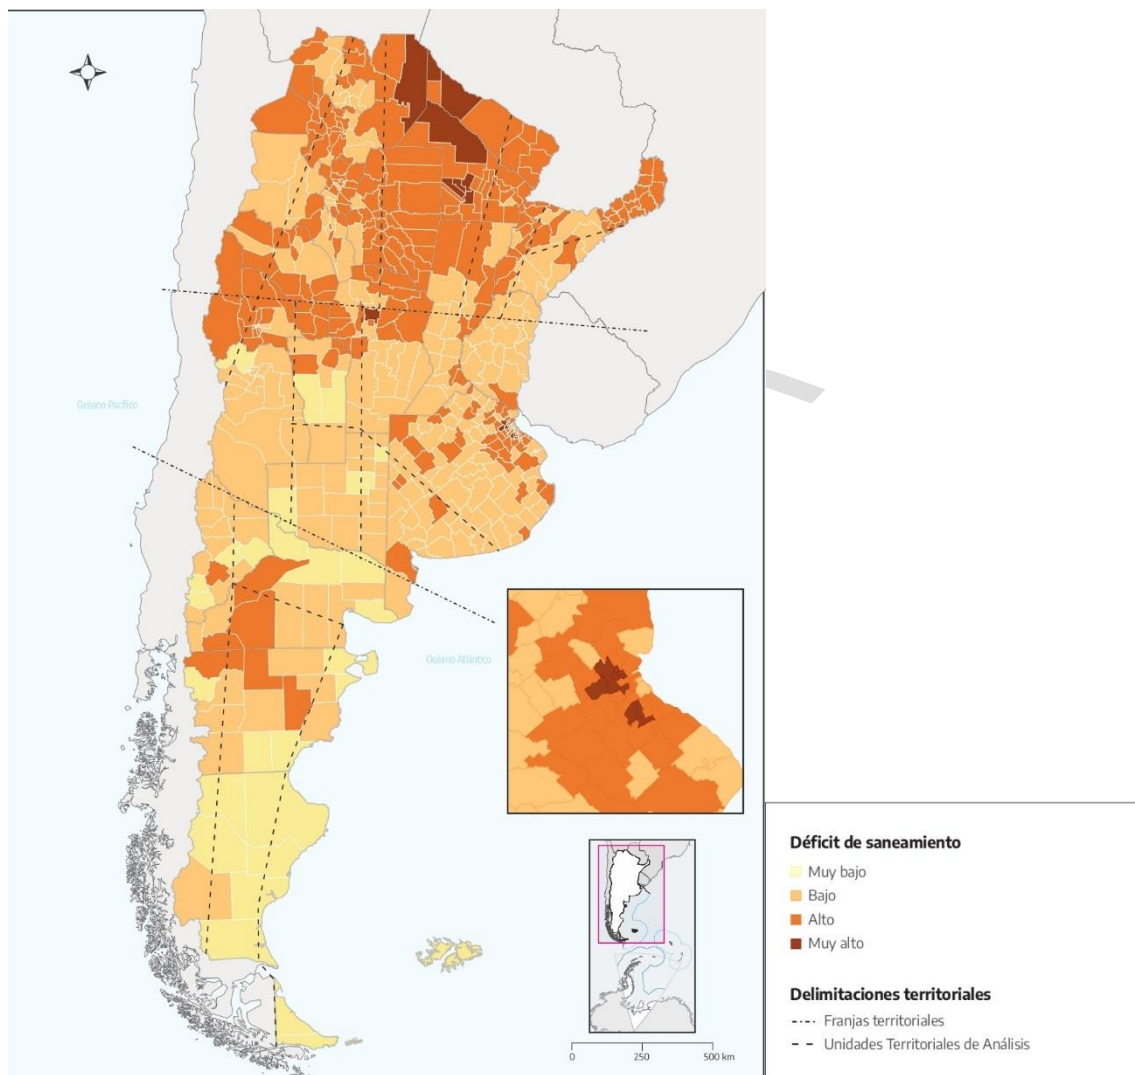 Océano Pacífico
Océano Atlántico
0 250 500 km
Déficit de saneamiento
Muy bajo
Bajo
Alto
Muy alto
Delimitaciones territoriales
Franjas territoriales
Unidades Territoriales de Análisis